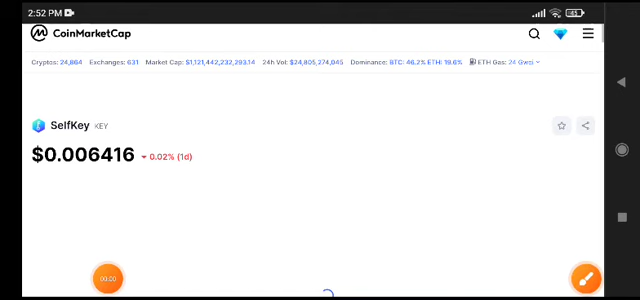 2:52 PM 45
CoinMarketCap
Cryptos: 24,864 Exchanges: 631 Market Cap: $1,121,442,232,293.14 24h Vol: $24,805,274,045 Dominance: BTC: 46.2% ETH: 19.6% ETH Gas: 24 Gwei
SelfKey KEY
$0.006416 0.02% (1d)
00:00